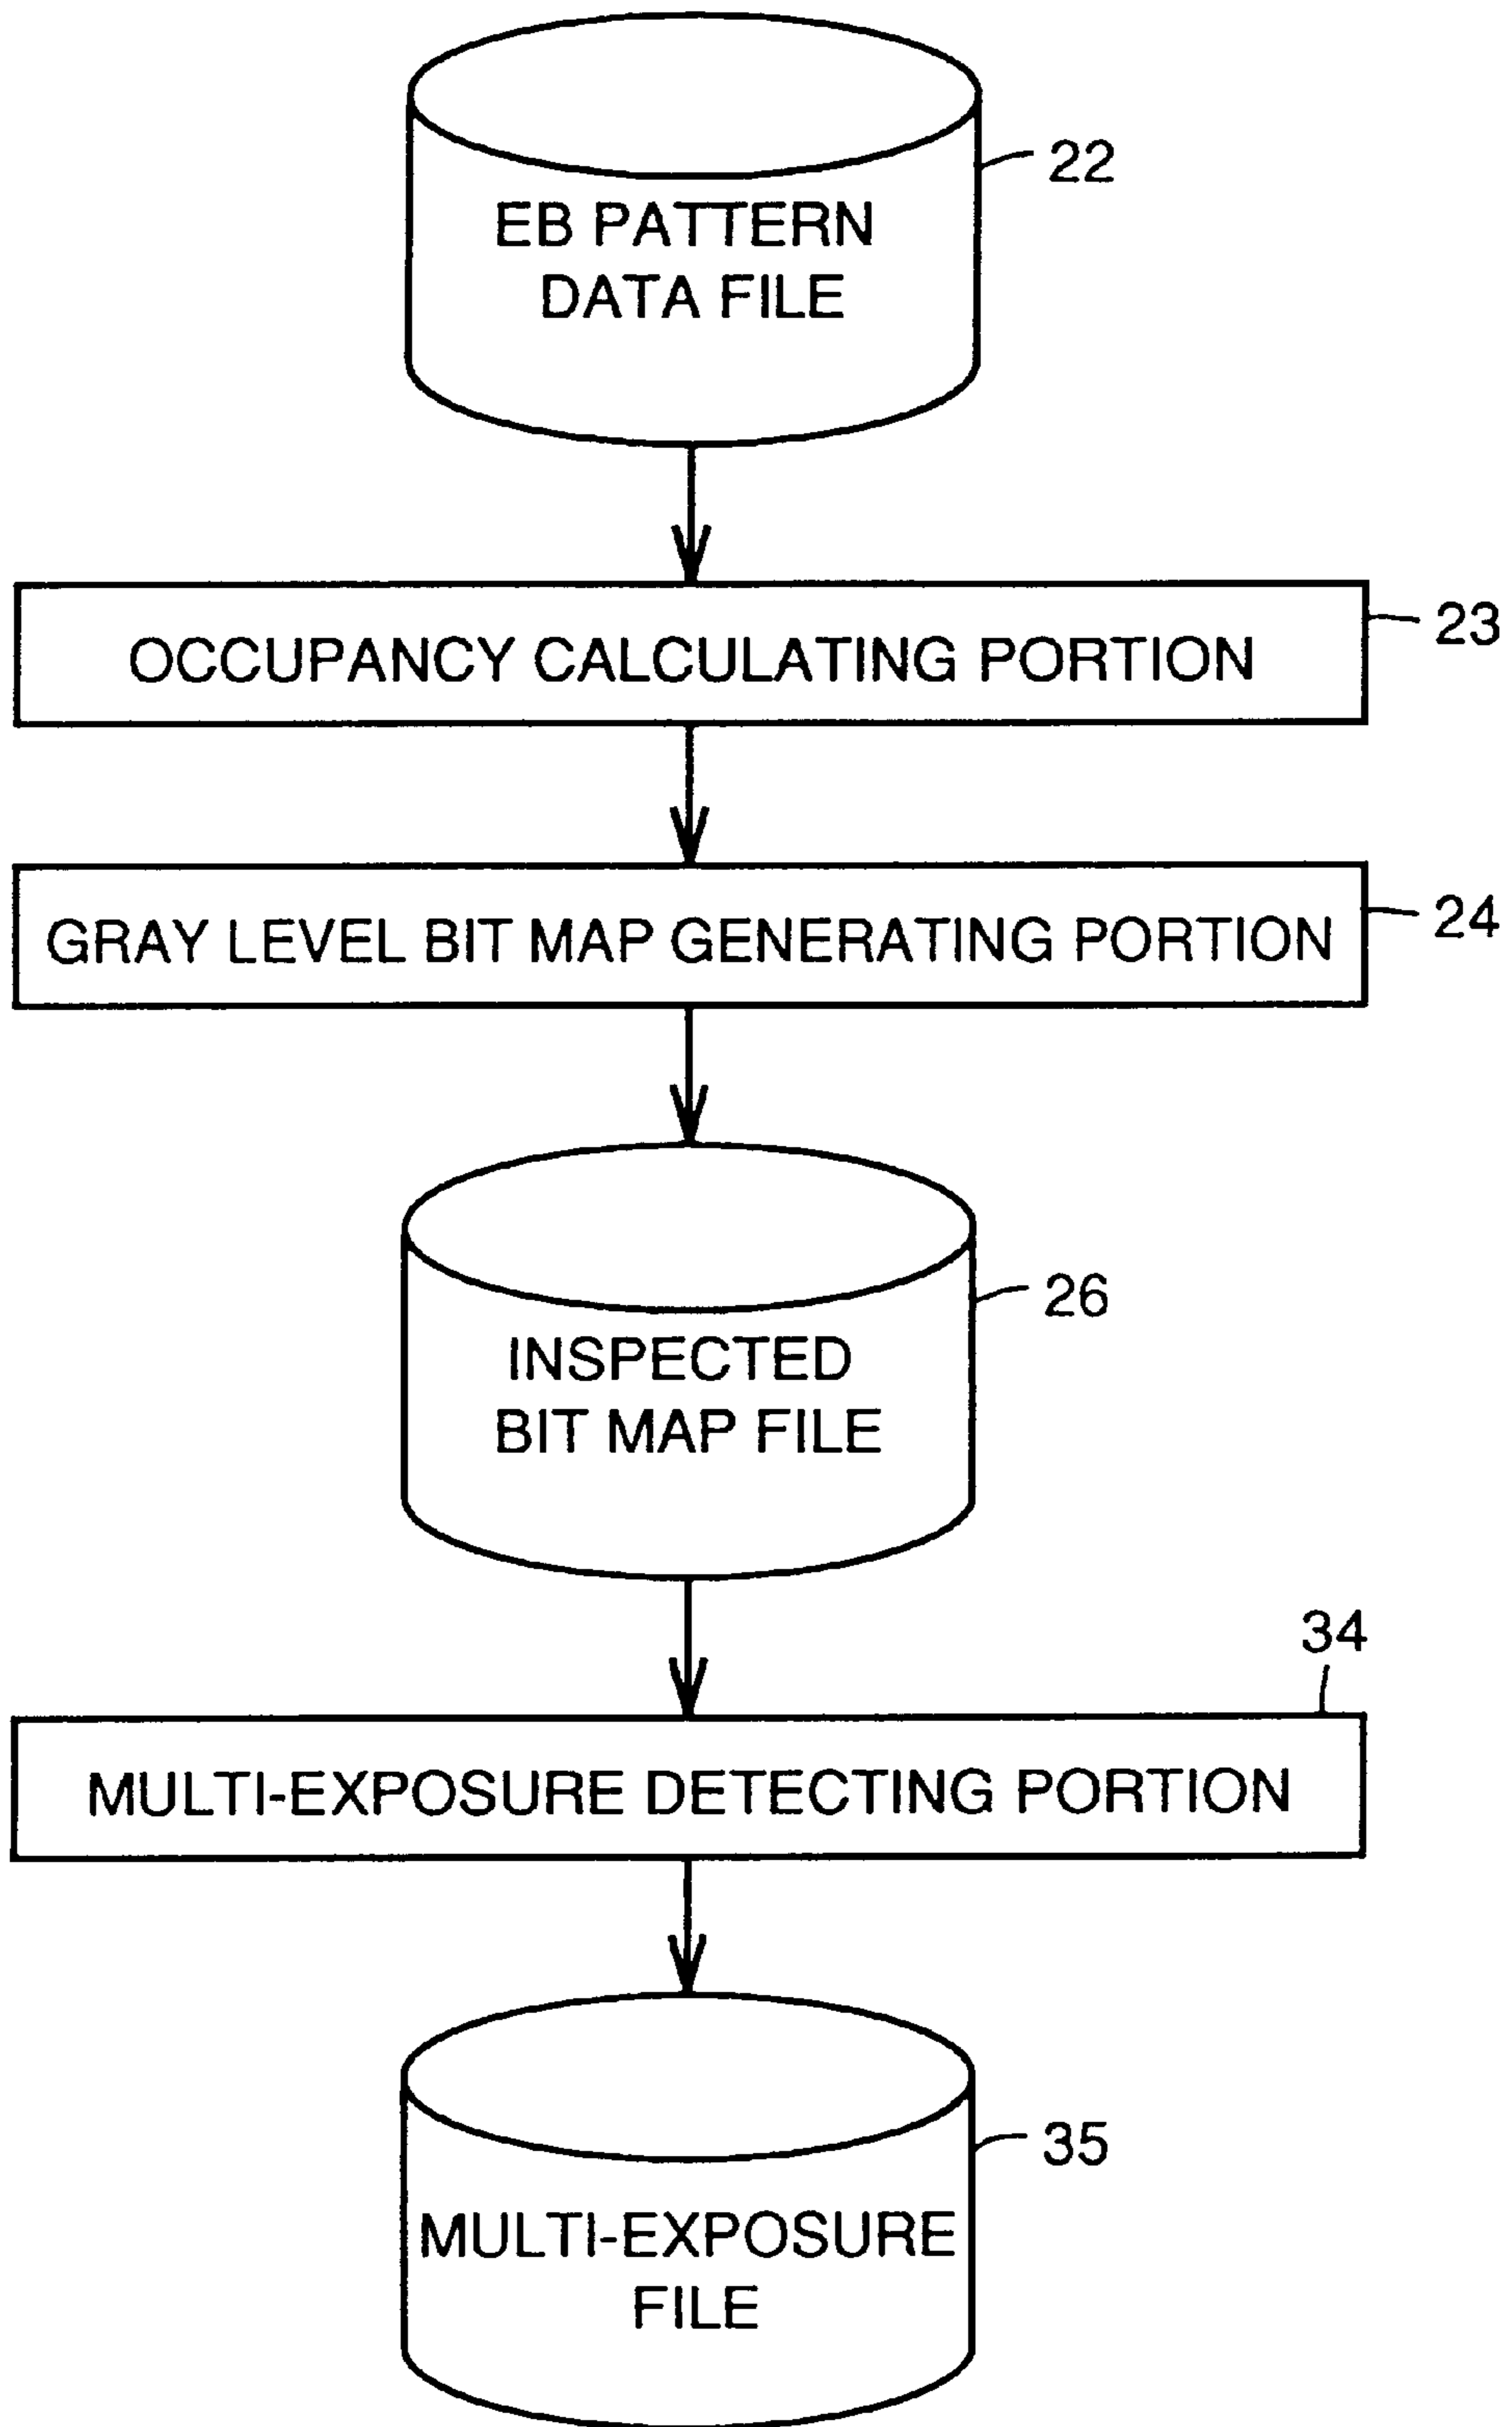 22
EB PATTERN
DATA FILE
23
OCCUPANCY CALCULATING PORTION
24
GRAY LEVEL BIT MAP GENERATING PORTION
26
INSPECTED
BIT MAP FILE
34
MULTI-EXPOSURE DETECTING PORTION
35
MULTI-EXPOSURE
FILE